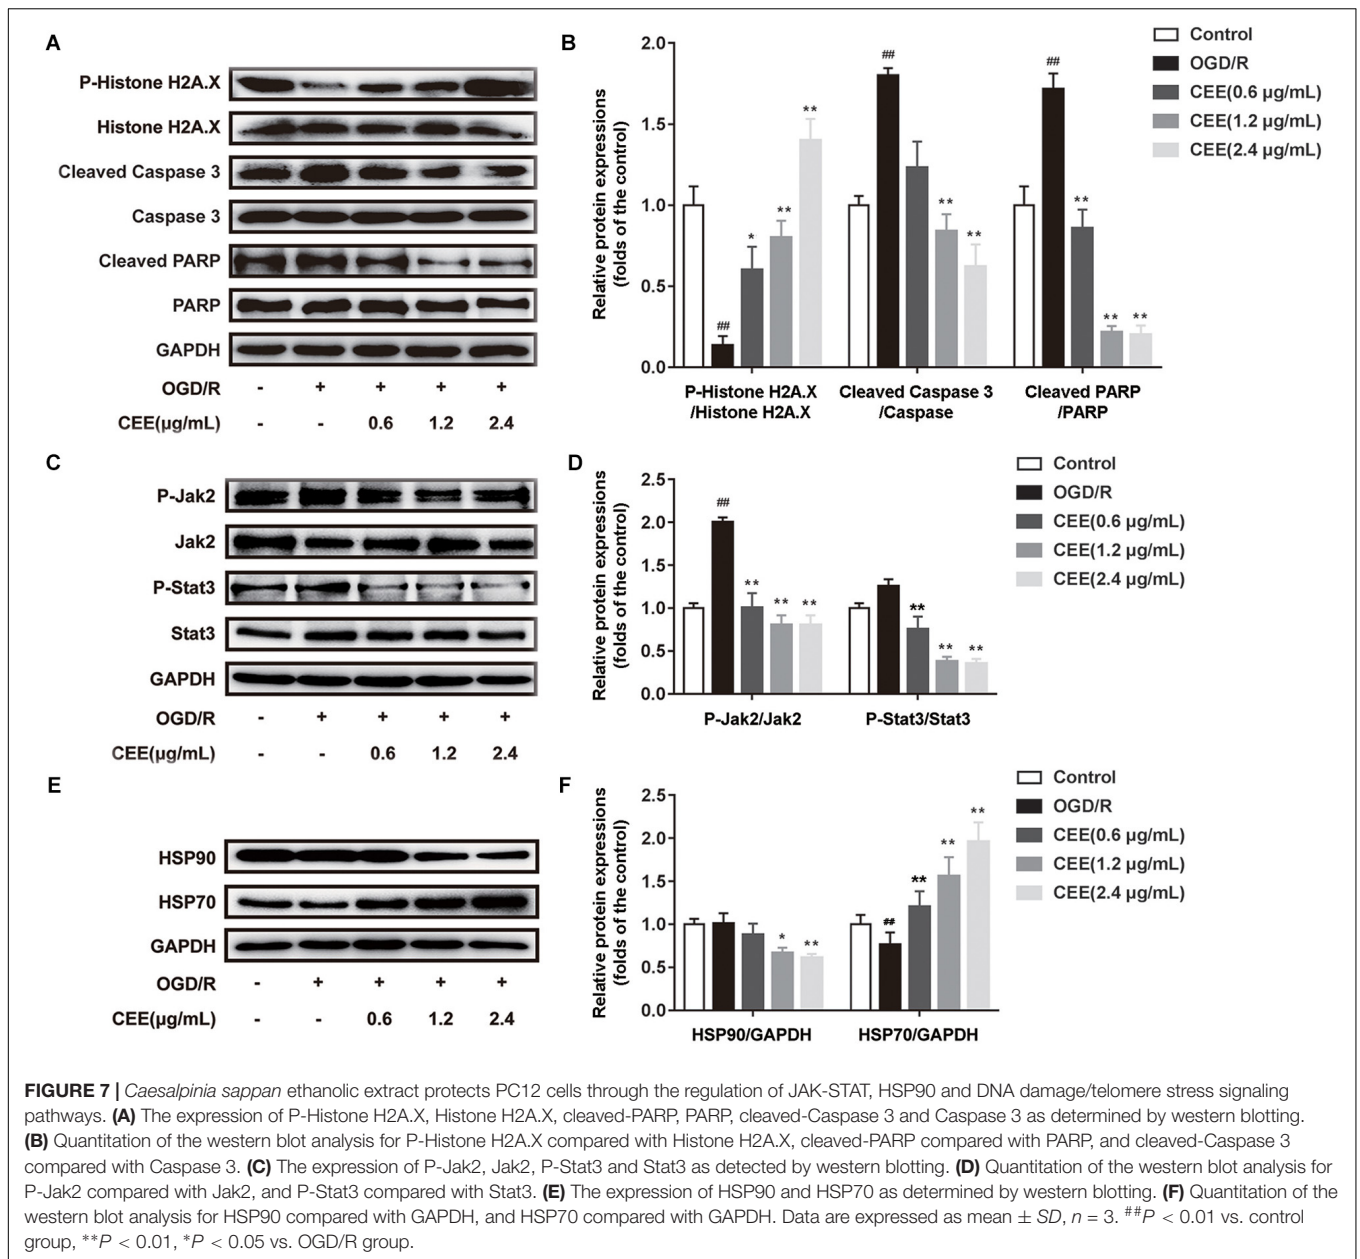 A
P-Histone H2A.X
Histone H2A.X
Cleaved Caspase 3
Caspase 3
Cleaved PARP
PARP
GAPDH
OGD/R - + + + +
CEE(µg/mL) - - 0.6 1.2 2.4
B
Relative protein expressions
(folds of the control)
2.0
1.5
1.0
0.5
0.0
## * ** **
## ** **
## ** ** **
P-Histone H2A.X
/Histone H2A.X
Cleaved Caspase 3
/Caspase
Cleaved PARP
/PARP
Control
OGD/R
CEE(0.6 µg/mL)
CEE(1.2 µg/mL)
CEE(2.4 µg/mL)
C
P-Jak2
Jak2
P-Stat3
Stat3
GAPDH
OGD/R - + + + +
CEE(µg/mL) - - 0.6 1.2 2.4
D
Relative protein expressions
(folds of the control)
2.5
2.0
1.5
1.0
0.5
0.0
## ** ** **
** ** **
P-Jak2/Jak2
P-Stat3/Stat3
Control
OGD/R
CEE(0.6 µg/mL)
CEE(1.2 µg/mL)
CEE(2.4 µg/mL)
E
HSP90
HSP70
GAPDH
OGD/R - + + + +
CEE(µg/mL) - - 0.6 1.2 2.4
F
Relative protein expressions
(folds of the control)
2.5
2.0
1.5
1.0
0.5
0.0
* **
## ** ** **
HSP90/GAPDH
HSP70/GAPDH
Control
OGD/R
CEE(0.6 µg/mL)
CEE(1.2 µg/mL)
CEE(2.4 µg/mL)
FIGURE 7 | Caesalpinia sappan ethanolic extract protects PC12 cells through the regulation of JAK-STAT, HSP90 and DNA damage/telomere stress signaling
pathways. (A) The expression of P-Histone H2A.X, Histone H2A.X, cleaved-PARP, PARP, cleaved-Caspase 3 and Caspase 3 as determined by western blotting.
(B) Quantitation of the western blot analysis for P-Histone H2A.X compared with Histone H2A.X, cleaved-PARP compared with PARP, and cleaved-Caspase 3
compared with Caspase 3. (C) The expression of P-Jak2, Jak2, P-Stat3 and Stat3 as detected by western blotting. (D) Quantitation of the western blot analysis for
P-Jak2 compared with Jak2, and P-Stat3 compared with Stat3. (E) The expression of HSP90 and HSP70 as determined by western blotting. (F) Quantitation of the
western blot analysis for HSP90 compared with GAPDH, and HSP70 compared with GAPDH. Data are expressed as mean ± SD, n = 3. ##P < 0.01 vs. control
group, **P < 0.01, *P < 0.05 vs. OGD/R group.